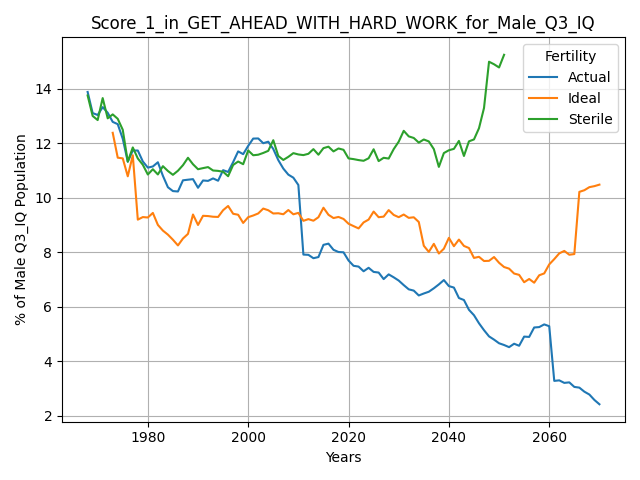 Score_1_in_GET_AHEAD_WITH_HARD_WORK_for_Male_Q3_IQ
Fertility
Actual
Ideal
Sterile
% of Male Q3_IQ Population
14
12
10
8
6
4
2
1980
2000
2020
2040
2060
Years